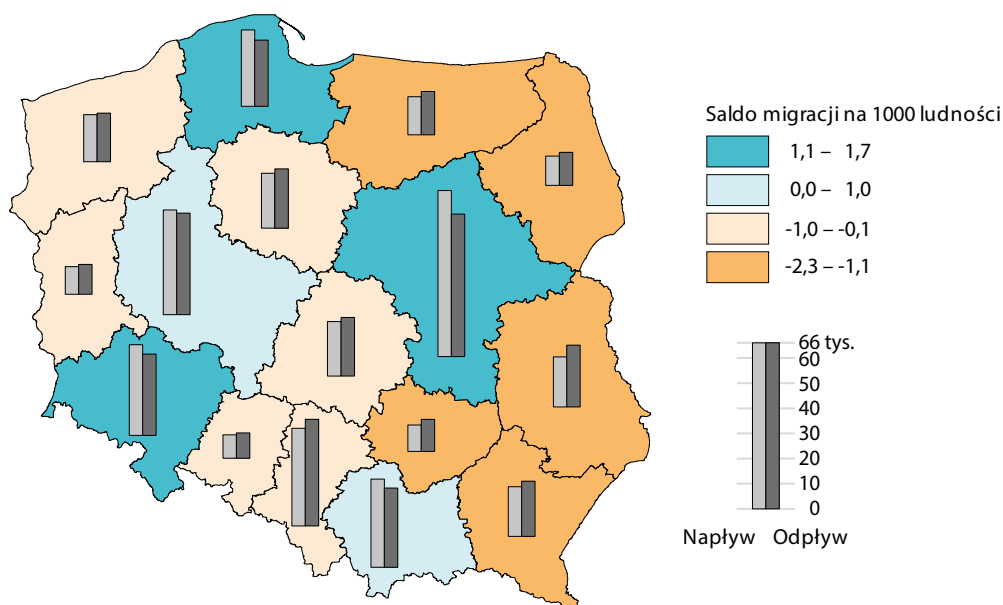 Saldo migracji na 1000 ludności
1,1 – 1,7
0,0 – 1,0
-1,0 – -0,1
-2,3 – -1,1
66 tys.
60
50
40
30
20
10
0
Napływ Odpływ